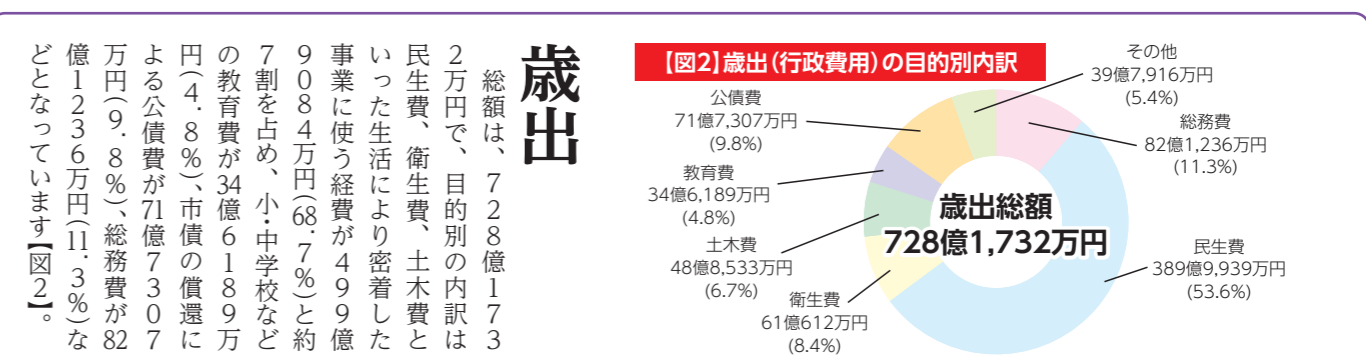 歳出
総額は、728億173
2万円で、目的別の内訳は
民生費、衛生費、土木費と
いった生活により密着した
事業に使う経費が499億
9084万円(68.7%)と約
7割を占め、小・中学校など
の教育費が34億6189万
円(4.8%)、市債の償還に
よる公債費が71億7307
万円(9.8%)、総務費が82
億1236万円(11.3%)な
どとなっています【図2】。
【図2】歳出(行政費用)の目的別内訳
その他
39億7,916万円
(5.4%)
総務費
82億1,236万円
(11.3%)
民生費
389億9,939万円
(53.6%)
衛生費
61億612万円
(8.4%)
土木費
48億8,533万円
(6.7%)
教育費
34億6,189万円
(4.8%)
公債費
71億7,307万円
(9.8%)
歳出総額
728億1,732万円